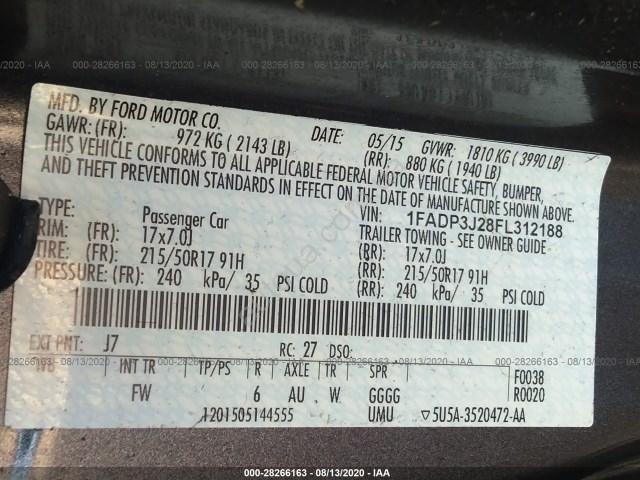 000-28266163 - 08/13/2020 - IAA
MFD. BY FORD MOTOR CO.
DATE: 05/15 GVWR: 1810 KG ( 3990 LB)
GAWR: (FR): 972 KG ( 2143 LB) (RR): 880 KG ( 1940 LB)
THIS VEHICLE CONFORMS TO ALL APPLICABLE FEDERAL MOTOR VEHICLE SAFETY, BUMPER,
AND THEFT PREVENTION STANDARDS IN EFFECT ON THE DATE OF MANUFACTURE SHOWN ABOVE.
TYPE: Passenger Car VIN: 1FADP3J28FL312188
RIM: (FR): 17x7.0J TRAILER TOWING - SEE OWNER GUIDE
TIRE: (FR): 215/50R17 91H (RR): 17x7.0J
PRESSURE: (FR): 240 kPa/ 35 PSI COLD (RR): 215/50R17 91H
(RR): 240 kPa/ 35 PSI COLD
EXT PNT: J7 RC: 27 DSO:
INT TR TP/PS R AXLE TR SPR F0038
FW 6 AU W GGGG R0020
1201505144555 UMU ▽5U5A-3520472-AA
000-28266163 - 08/13/2020 - IAA